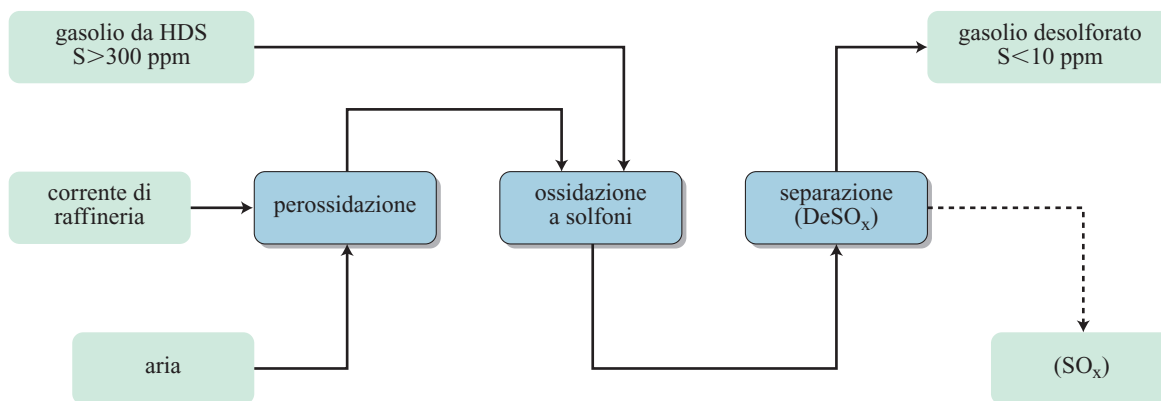 gasolio da HDS
S>300 ppm
gasolio desolforato
S<10 ppm
corrente di
raffineria
perossidazione
ossidazione
a solfoni
separazione
(DeSOₓ)
aria
(SOₓ)